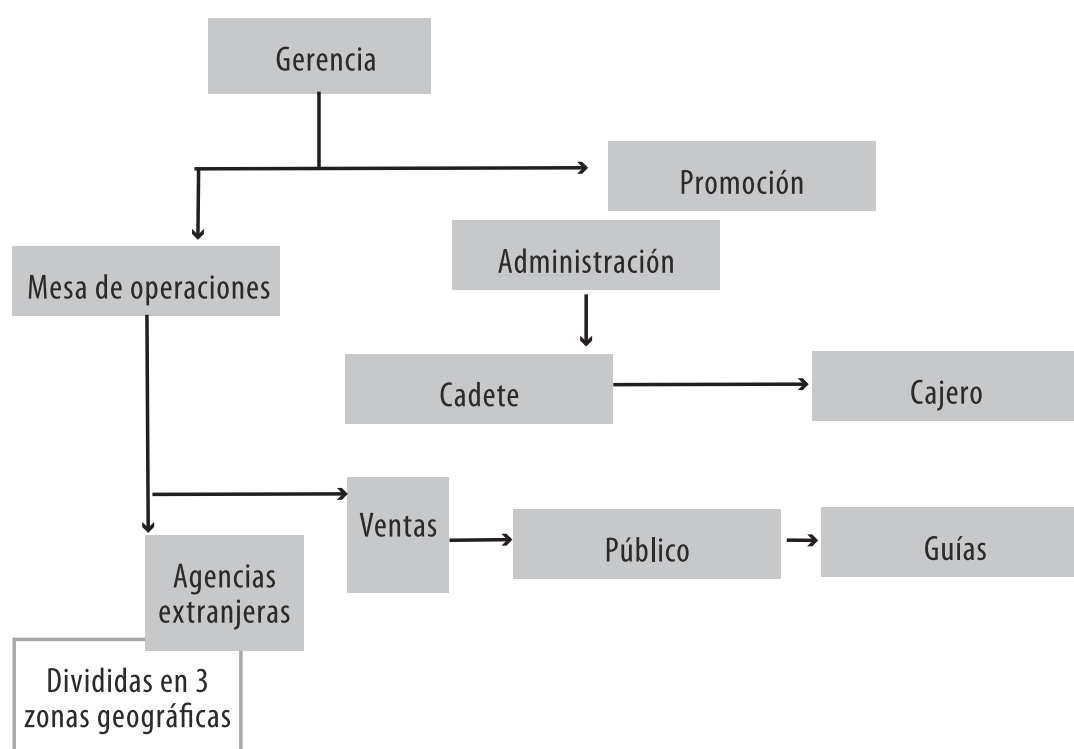 Gerencia
Promoción
Administración
Mesa de operaciones
Cadete
Cajero
Ventas
Público
Guías
Agencias
extranjeras
Divididas en 3
zonas geográficas